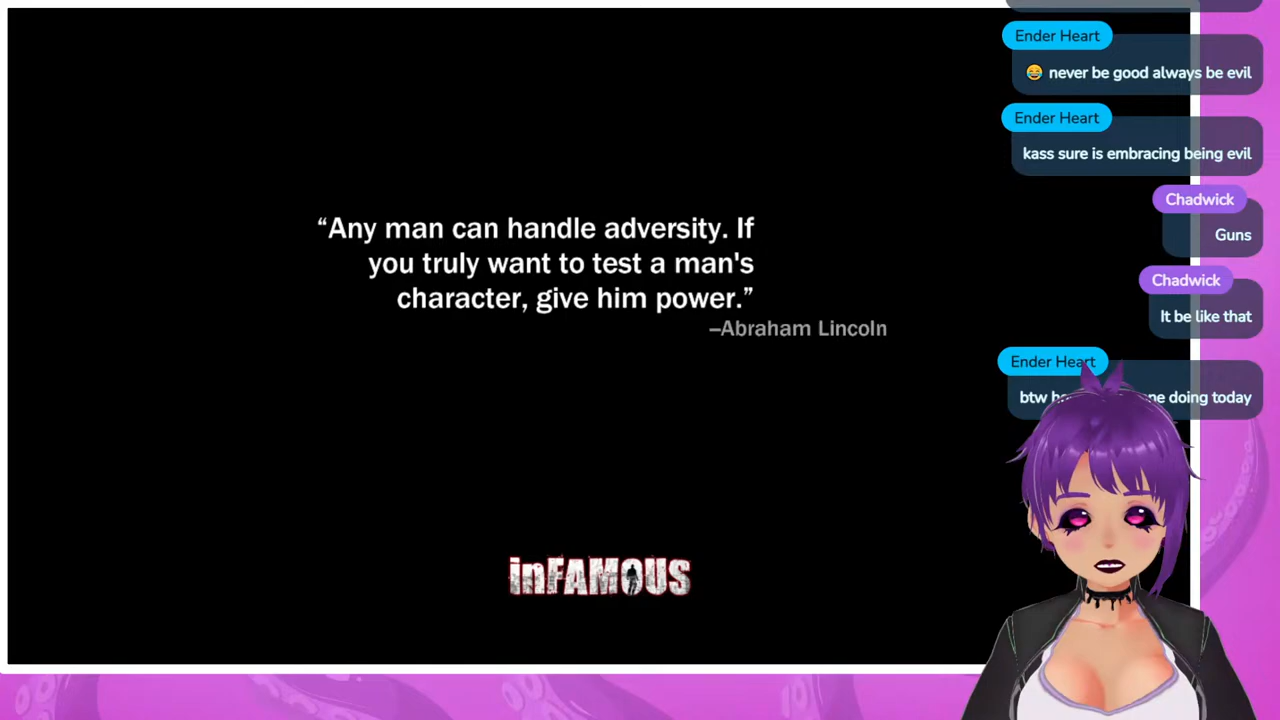 “Any man can handle adversity. If
you truly want to test a man's
character, give him power.”
–Abraham Lincoln
inFAMOUS
Ender Heart
😂 never be good always be evil
Ender Heart
kass sure is embracing being evil
Chadwick
Guns
Chadwick
It be like that
Ender Heart
btw doing today